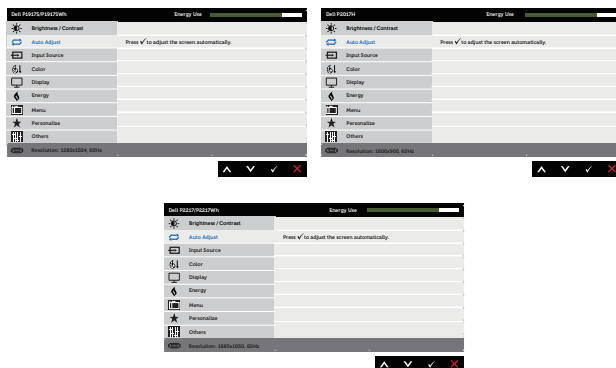 Dell P1917S/P1917SWh Energy Use
Brightness / Contrast
Auto Adjust Press ✓ to adjust the screen automatically.
Input Source
Color
Display
Energy
Menu
Personalize
Others
Resolution: 1280x1024, 60Hz
Dell P2017H Energy Use
Brightness / Contrast
Auto Adjust Press ✓ to adjust the screen automatically.
Input Source
Color
Display
Energy
Menu
Personalize
Others
Resolution: 1600x900, 60Hz
Dell P2217/P2217Wh Energy Use
Brightness / Contrast
Auto Adjust Press ✓ to adjust the screen automatically.
Input Source
Color
Display
Energy
Menu
Personalize
Others
Resolution: 1680x1050, 60Hz